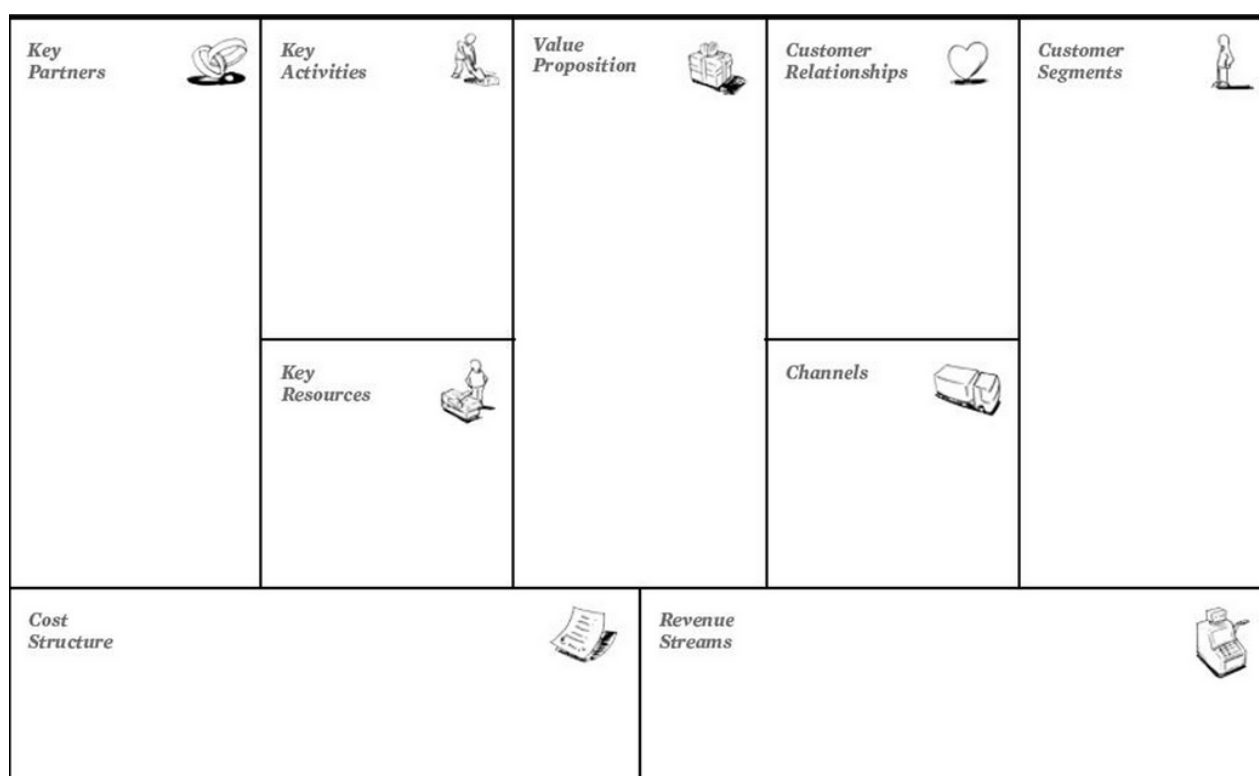 Key
Partners
Key
Activities
Value
Proposition
Customer
Relationships
Customer
Segments
Key
Resources
Channels
Cost
Structure
Revenue
Streams